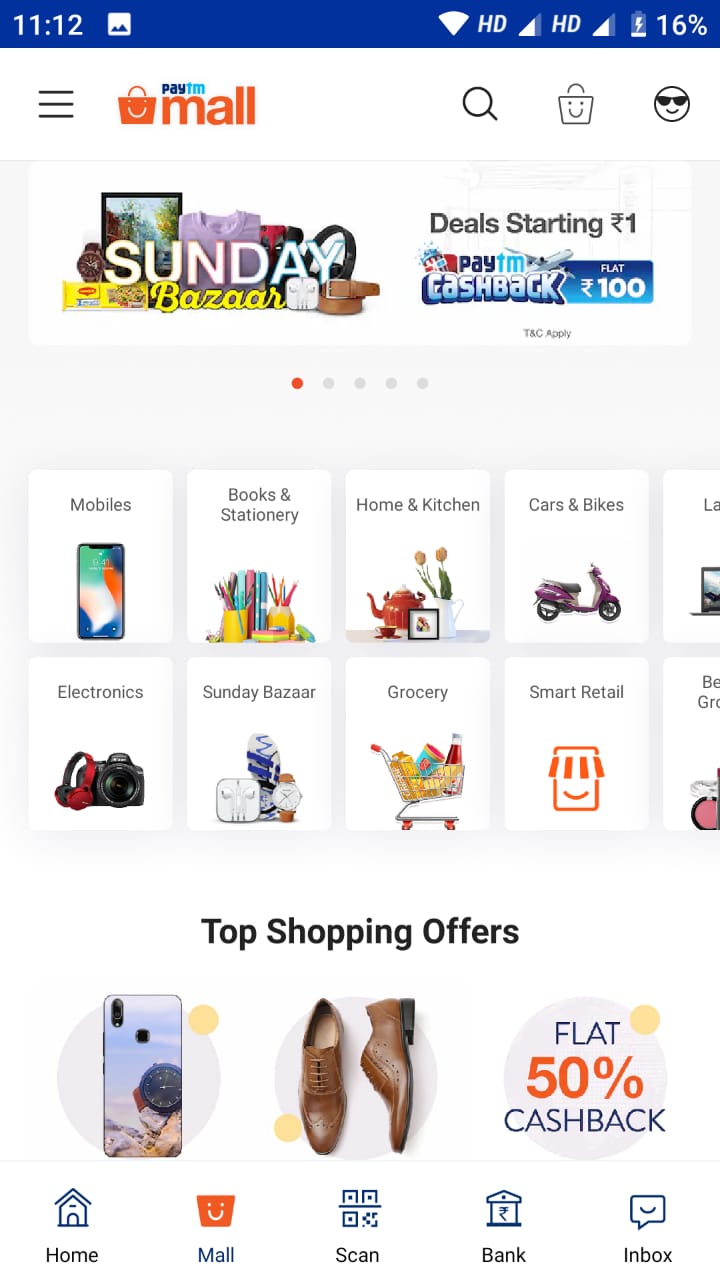 11:12
HD HD 16%
paytm
mall
SUNDAY
Bazaar
Deals Starting ₹1
paytm
CASHBACK
FLAT
₹100
T&C Apply
Mobiles
Books &
Stationery
Home & Kitchen
Cars & Bikes
La
Electronics
Sunday Bazaar
Grocery
Smart Retail
Be
Gro
Top Shopping Offers
FLAT
50%
CASHBACK
Home
Mall
Scan
Bank
Inbox